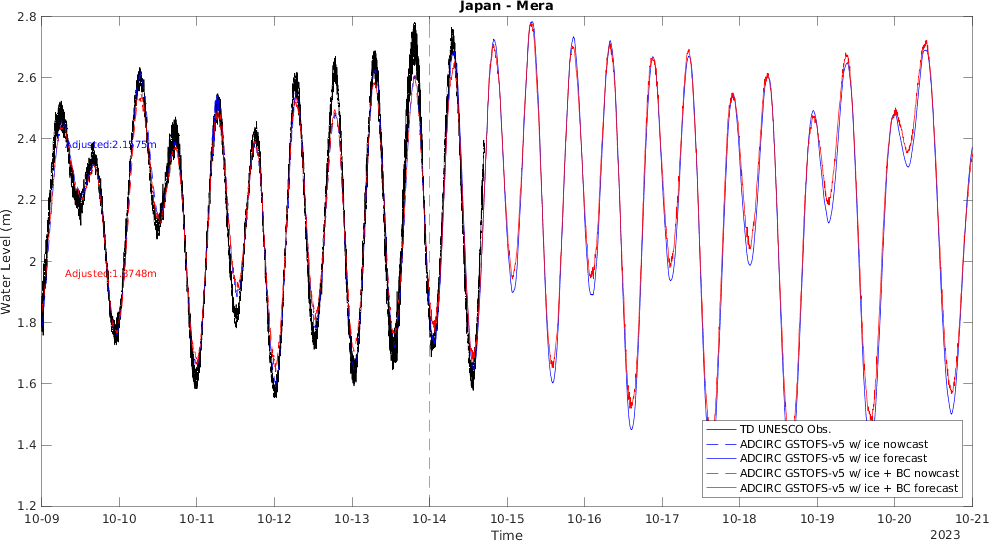 Japan - Mera
2.8
2.6
2.4
2.2
2
1.8
1.6
1.4
1.2
Water Level (m)
Adjusted:2.1575m
TD UNESCO Obs.
ADCIRC GSTOFS-v5 w/ ice nowcast
ADCIRC GSTOFS-v5 w/ ice forecast
ADCIRC GSTOFS-v5 w/ ice + BC nowcast
ADCIRC GSTOFS-v5 w/ ice + BC forecast
10-09 10-10 10-11 10-12 10-13 10-14 10-15 10-16 10-17 10-18 10-19 10-20 10-21
Time
2023